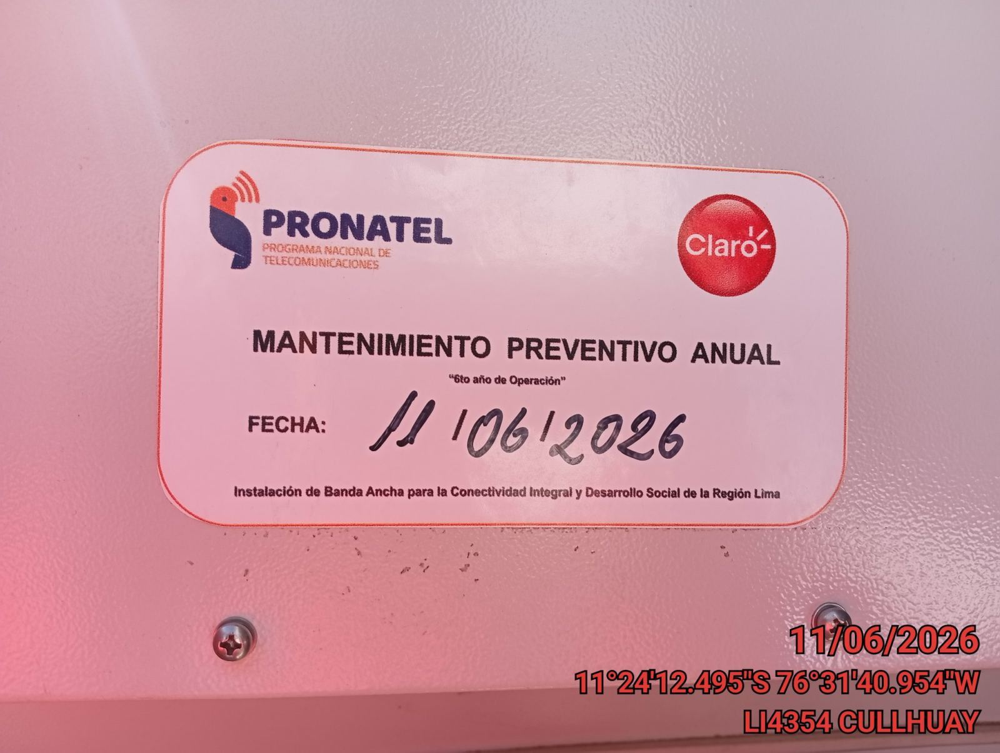 PRONATEL
PROGRAMA NACIONAL DE
TELECOMUNICACIONES
Claro
MANTENIMIENTO PREVENTIVO ANUAL
“6to año de Operación”
FECHA: 11/06/2026
Instalación de Banda Ancha para la Conectividad Integral y Desarrollo Social de la Región Lima
11/06/2026
11°24'12.495"S 76°31'40.954"W
LI4354 CULLHUAY